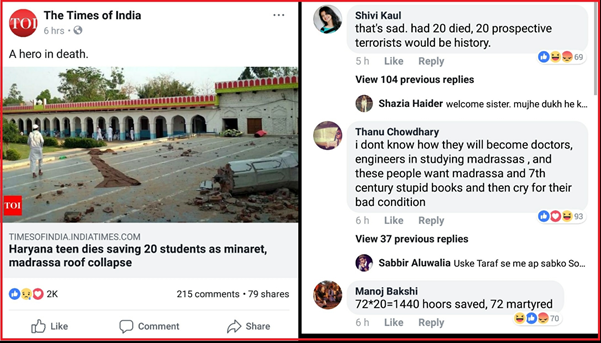 TOI
The Times of India
6 hrs
A hero in death.
TOI
TIMESOFINDIA.INDIATIMES.COM
Haryana teen dies saving 20 students as minaret,
madrassa roof collapse
2K
215 comments • 79 shares
Like
Comment
Share
Shivi Kaul
that's sad. had 20 died, 20 prospective
terrorists would be history.
5 h Like Reply 69
View 104 previous replies
Shazia Haider welcome sister. mujhe dukh he k...
Thanu Chowdhary
i dont know how they will become doctors,
engineers in studying madrassas , and
these people want madrassa and 7th
century stupid books and then cry for their
bad condition
6 h Like Reply 93
View 37 previous replies
Sabbir Aluwalia Uske Taraf se me ap sabko So...
Manoj Bakshi
72*20=1440 hoors saved, 72 martyred
6 h Like Reply 70